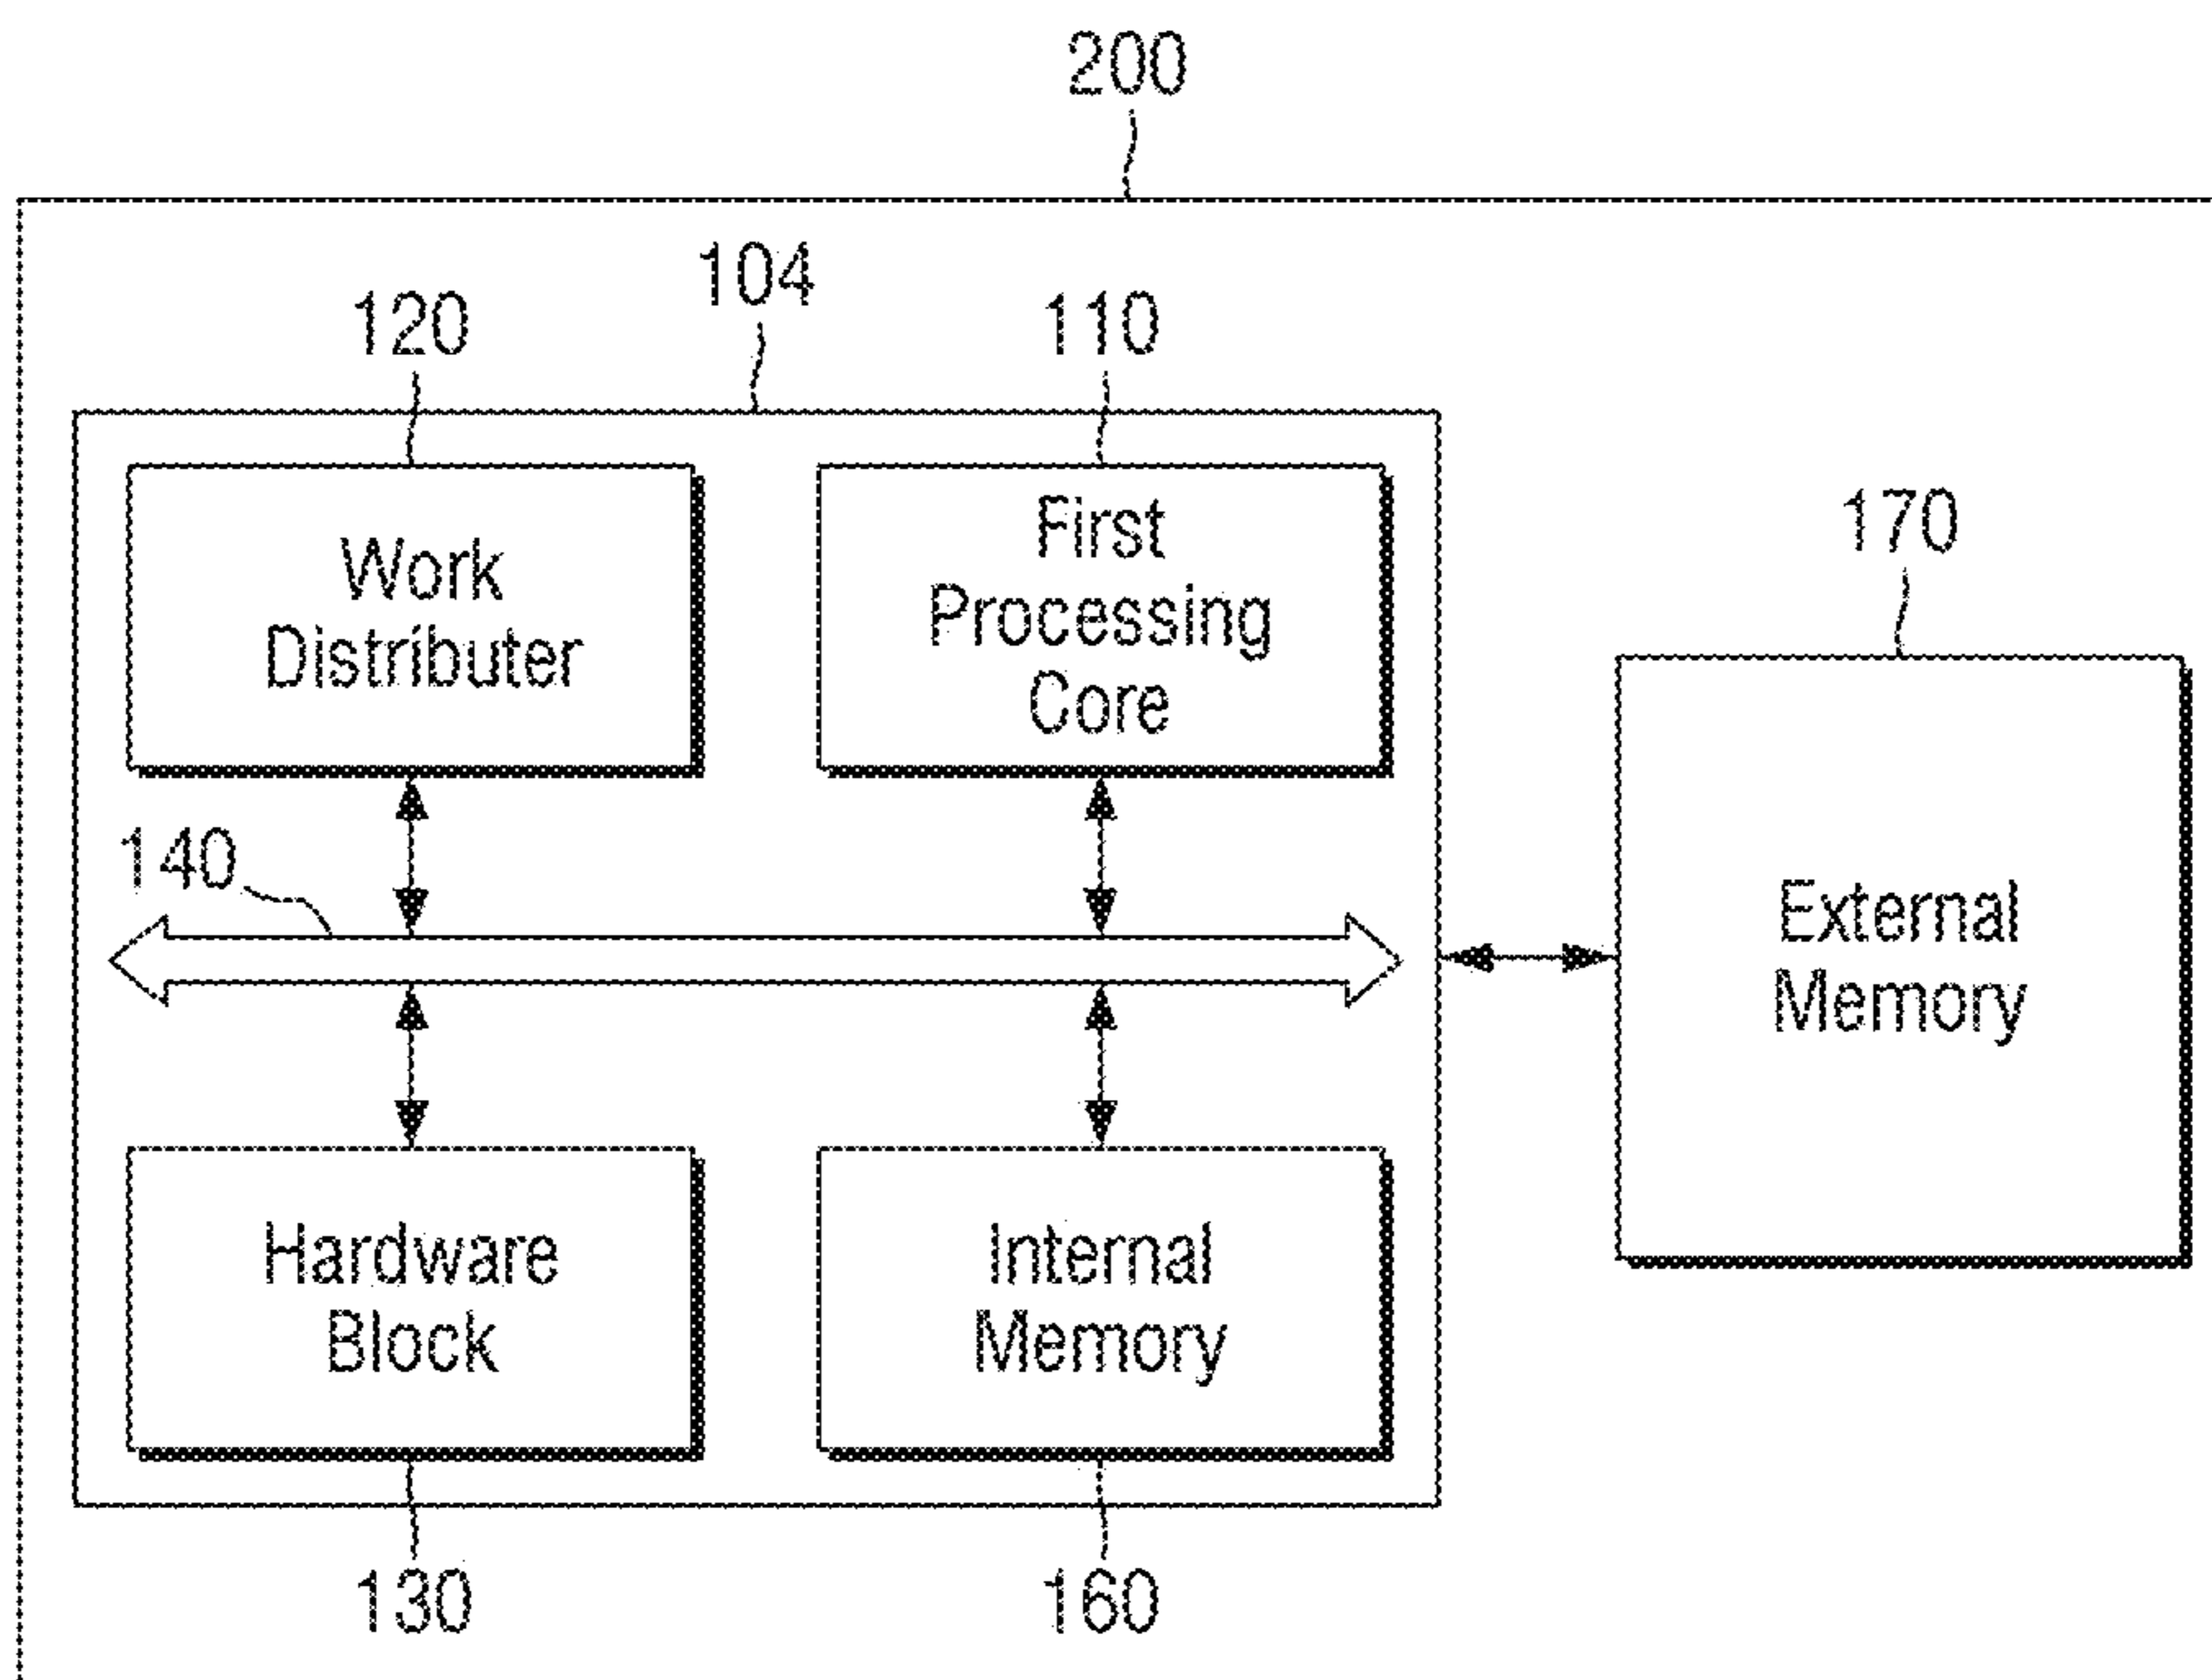 200
104
120
110
Work
Distributer
First
Processing
Core
170
140
External
Memory
Hardware
Block
Internal
Memory
130
160